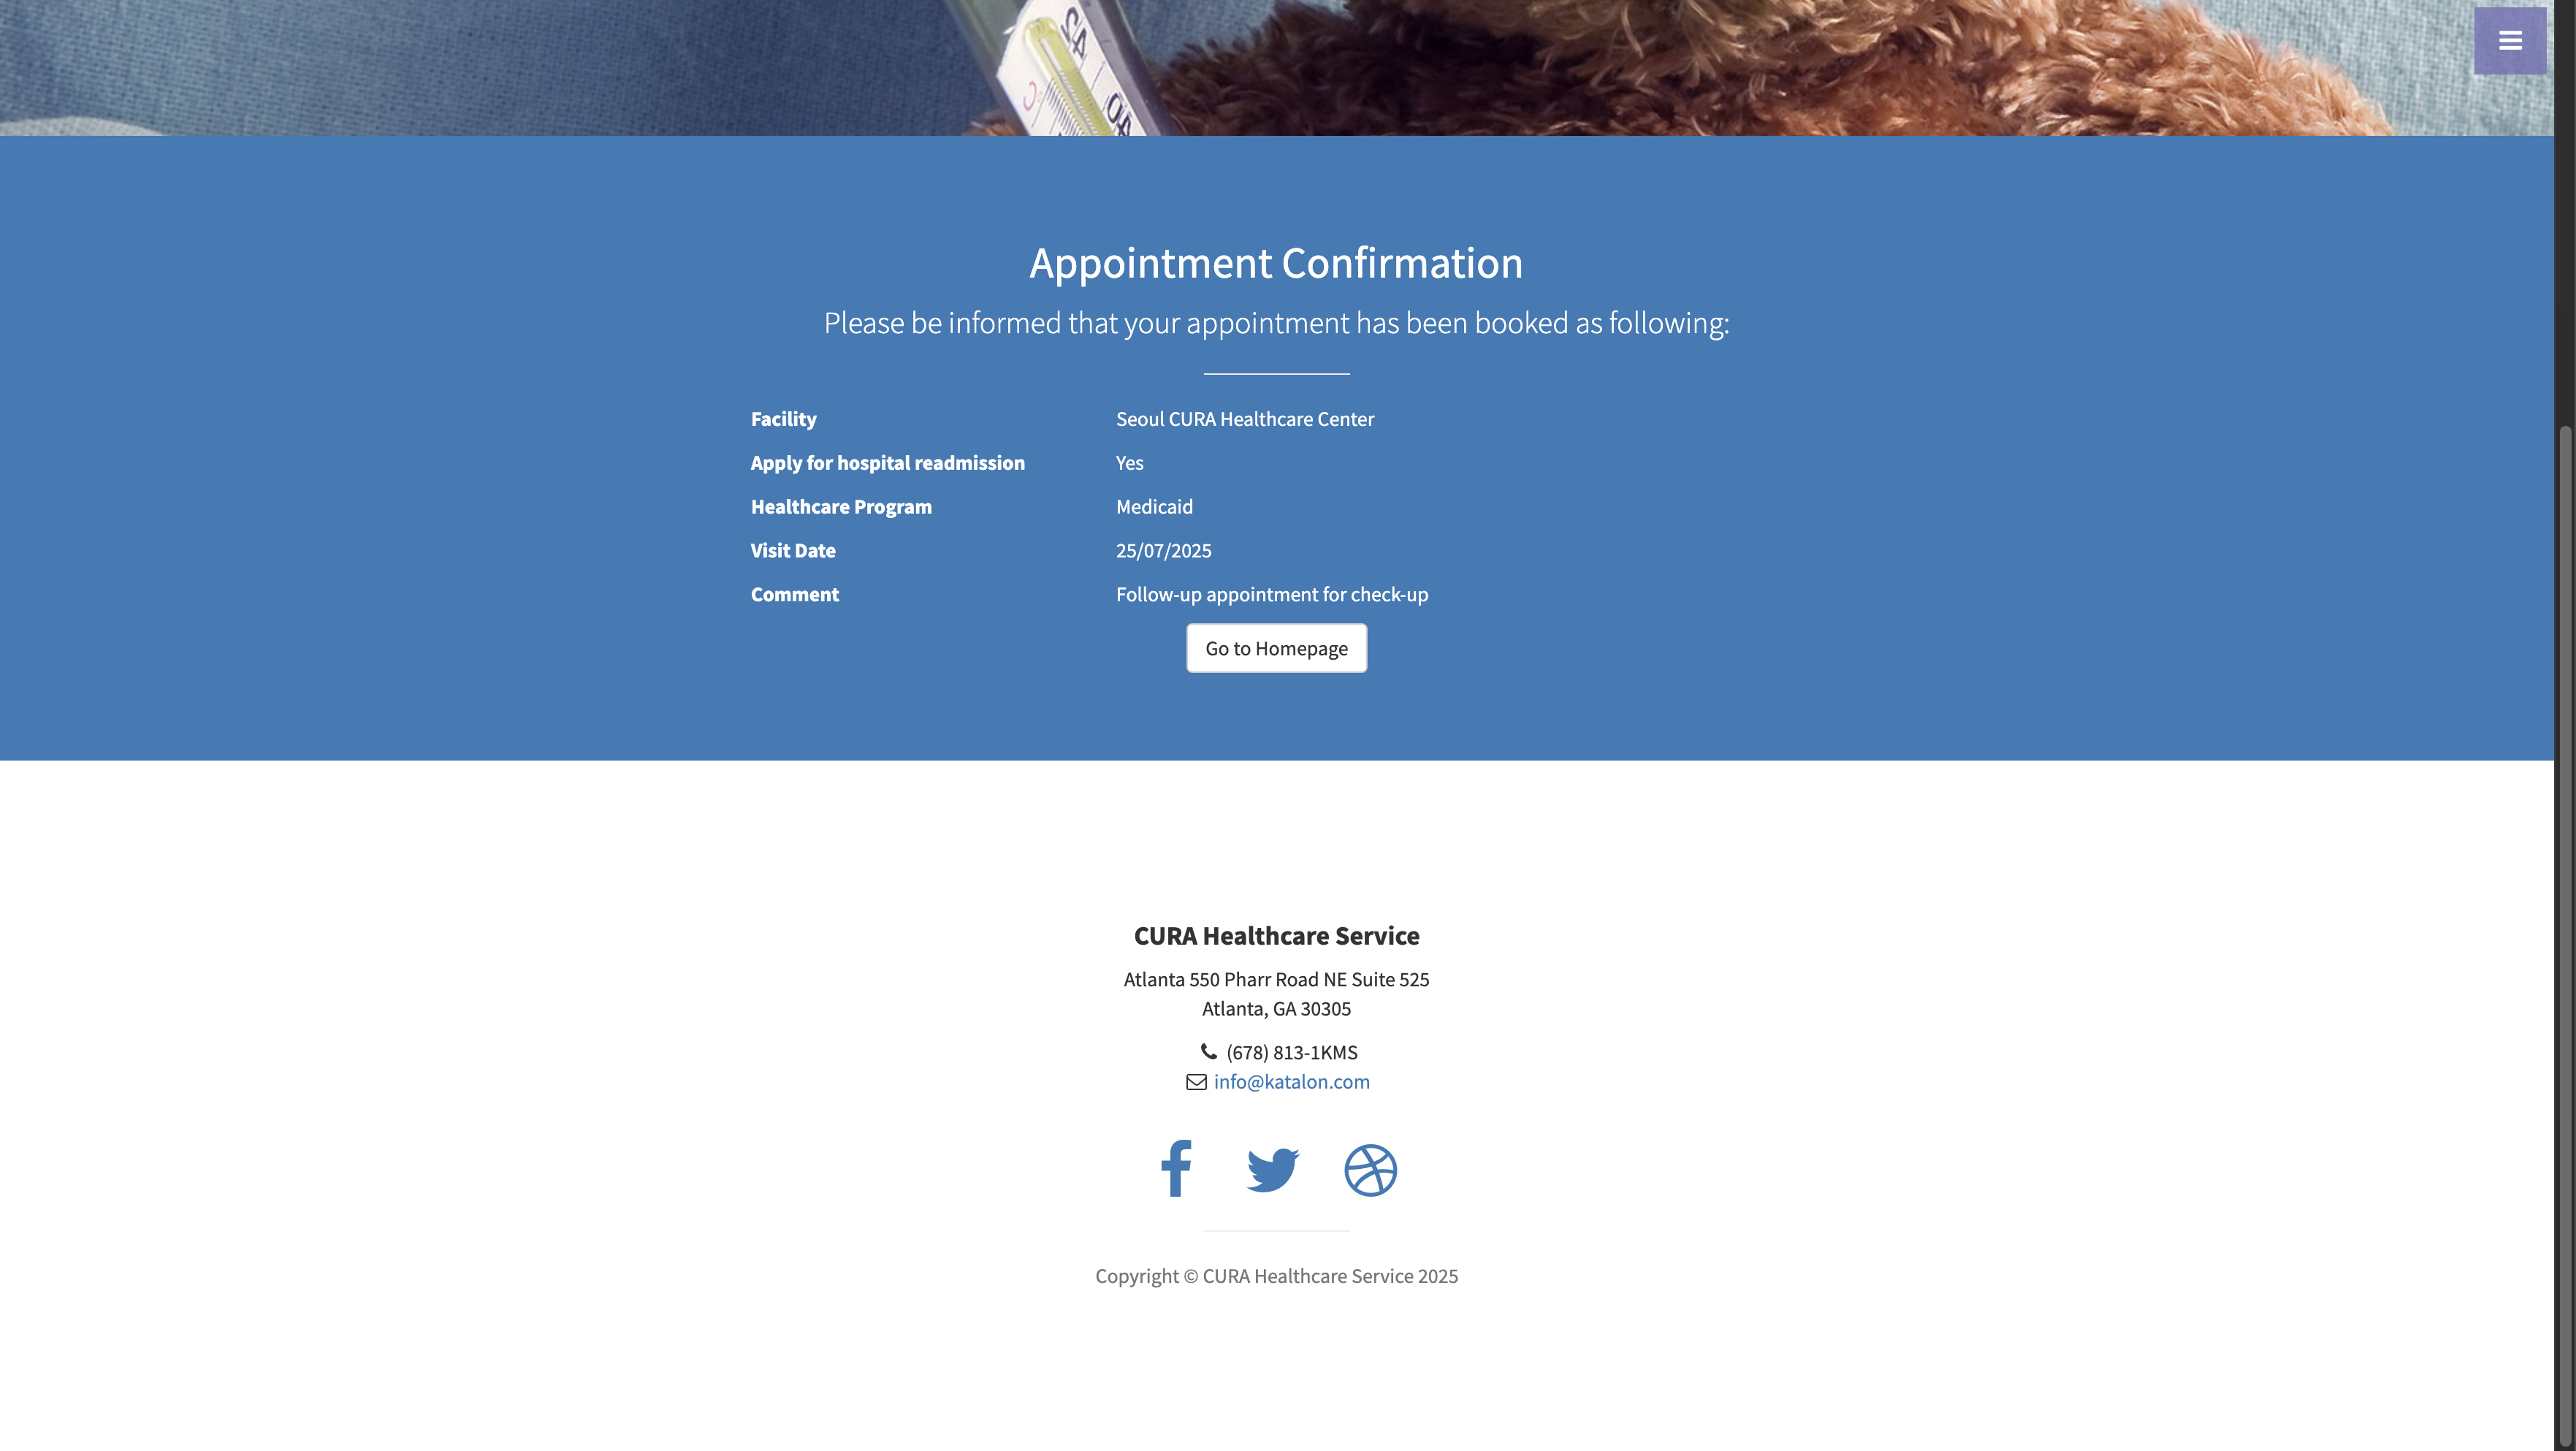 Appointment Confirmation
Please be informed that your appointment has been booked as following:
Facility Seoul CURA Healthcare Center
Apply for hospital readmission Yes
Healthcare Program Medicaid
Visit Date 25/07/2025
Comment Follow-up appointment for check-up
Go to Homepage
CURA Healthcare Service
Atlanta 550 Pharr Road NE Suite 525
Atlanta, GA 30305
(678) 813-1KMS
info@katalon.com
Copyright © CURA Healthcare Service 2025